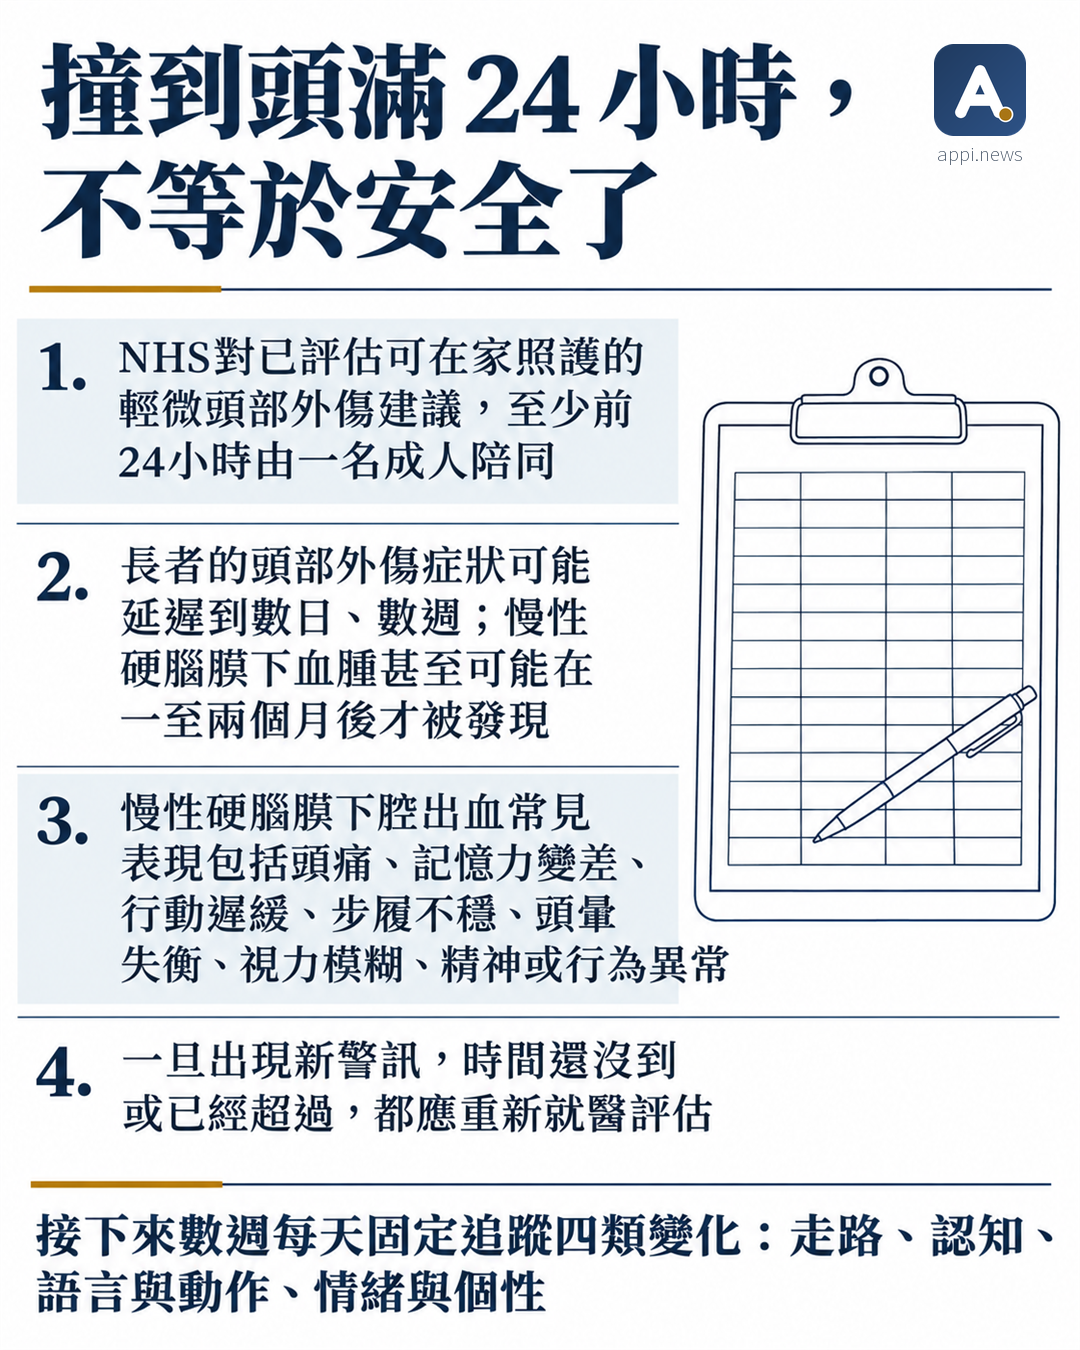 撞到頭滿24小時，
不等於安全了
A.
appi.news
1.
NHS對已評估可在家照護的
輕微頭部外傷建議，至少前
24小時由一名成人陪同
2.
長者的頭部外傷症狀可能
延遲到數日、數週；慢性
硬腦膜下血腫甚至可能在
一至兩個月後才被發現
3.
慢性硬腦膜下腔出血常見
表現包括頭痛、記憶力變差、
行動遲緩、步履不穩、頭暈
失衡、視力模糊、精神或行為異常
4.
一旦出現新警訊，時間還沒到
或已經超過，都應重新就醫評估
接下來數週每天固定追蹤四類變化：走路、認知、
語言與動作、情緒與個性